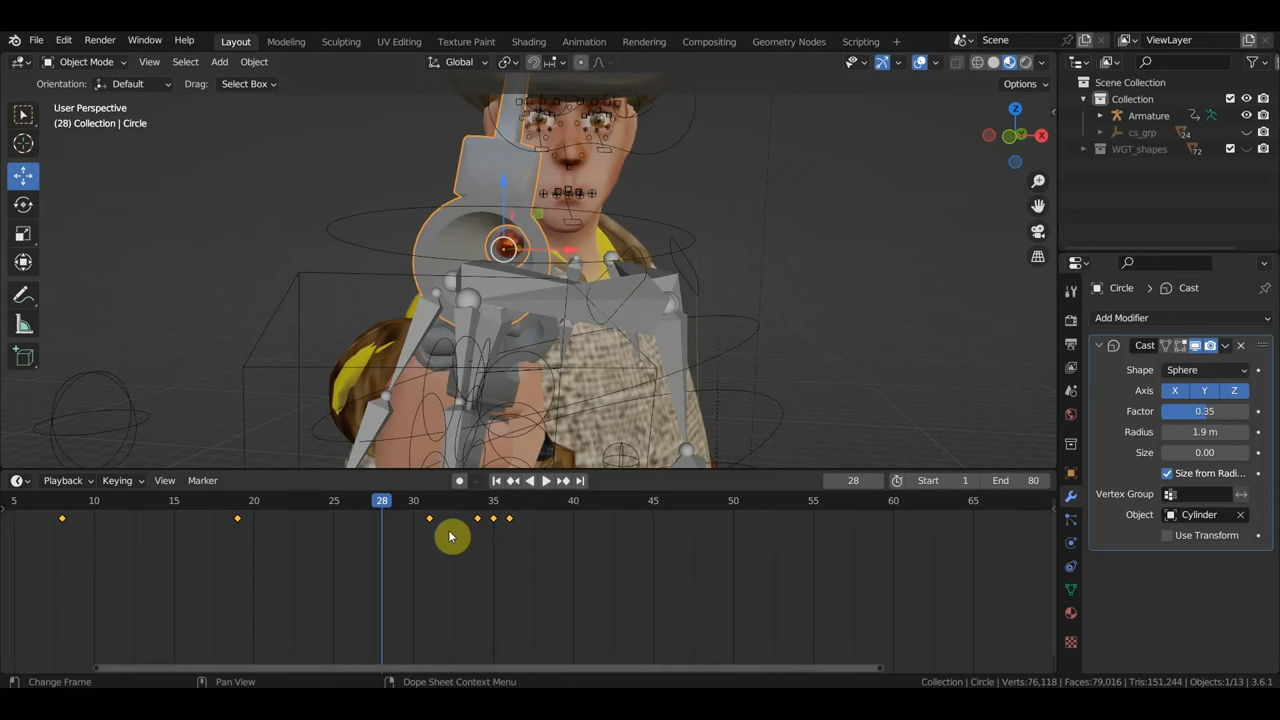 File Edit Render Window Help Layout Modeling Sculpting UV Editing Texture Paint Shading Animation Rendering Compositing Geometry Nodes Scripting + Scene ViewLayer
Object Mode View Select Add Object Global
Orientation: Default Drag: Select Box Options
User Perspective
(28) Collection | Circle
Z
Y
X
Scene Collection
Collection
Armature
cs_grp 24
WGT_shapes 72
Circle > Cast
Add Modifier
Cast
Shape Sphere
Axis X Y Z
Factor 0.35
Radius 1.9 m
Size 0.00
Size from Radi...
Vertex Group
Object Cylinder
Use Transform
Playback Keying View Marker 28 Start 1 End 80
5 10 15 20 25 28 30 35 40 45 50 55 60 65
Change Frame Pan View Dope Sheet Context Menu Collection | Circle | Verts:76,118 | Faces:79,016 | Tris:151,244 | Objects:1/13 | 3.6.1